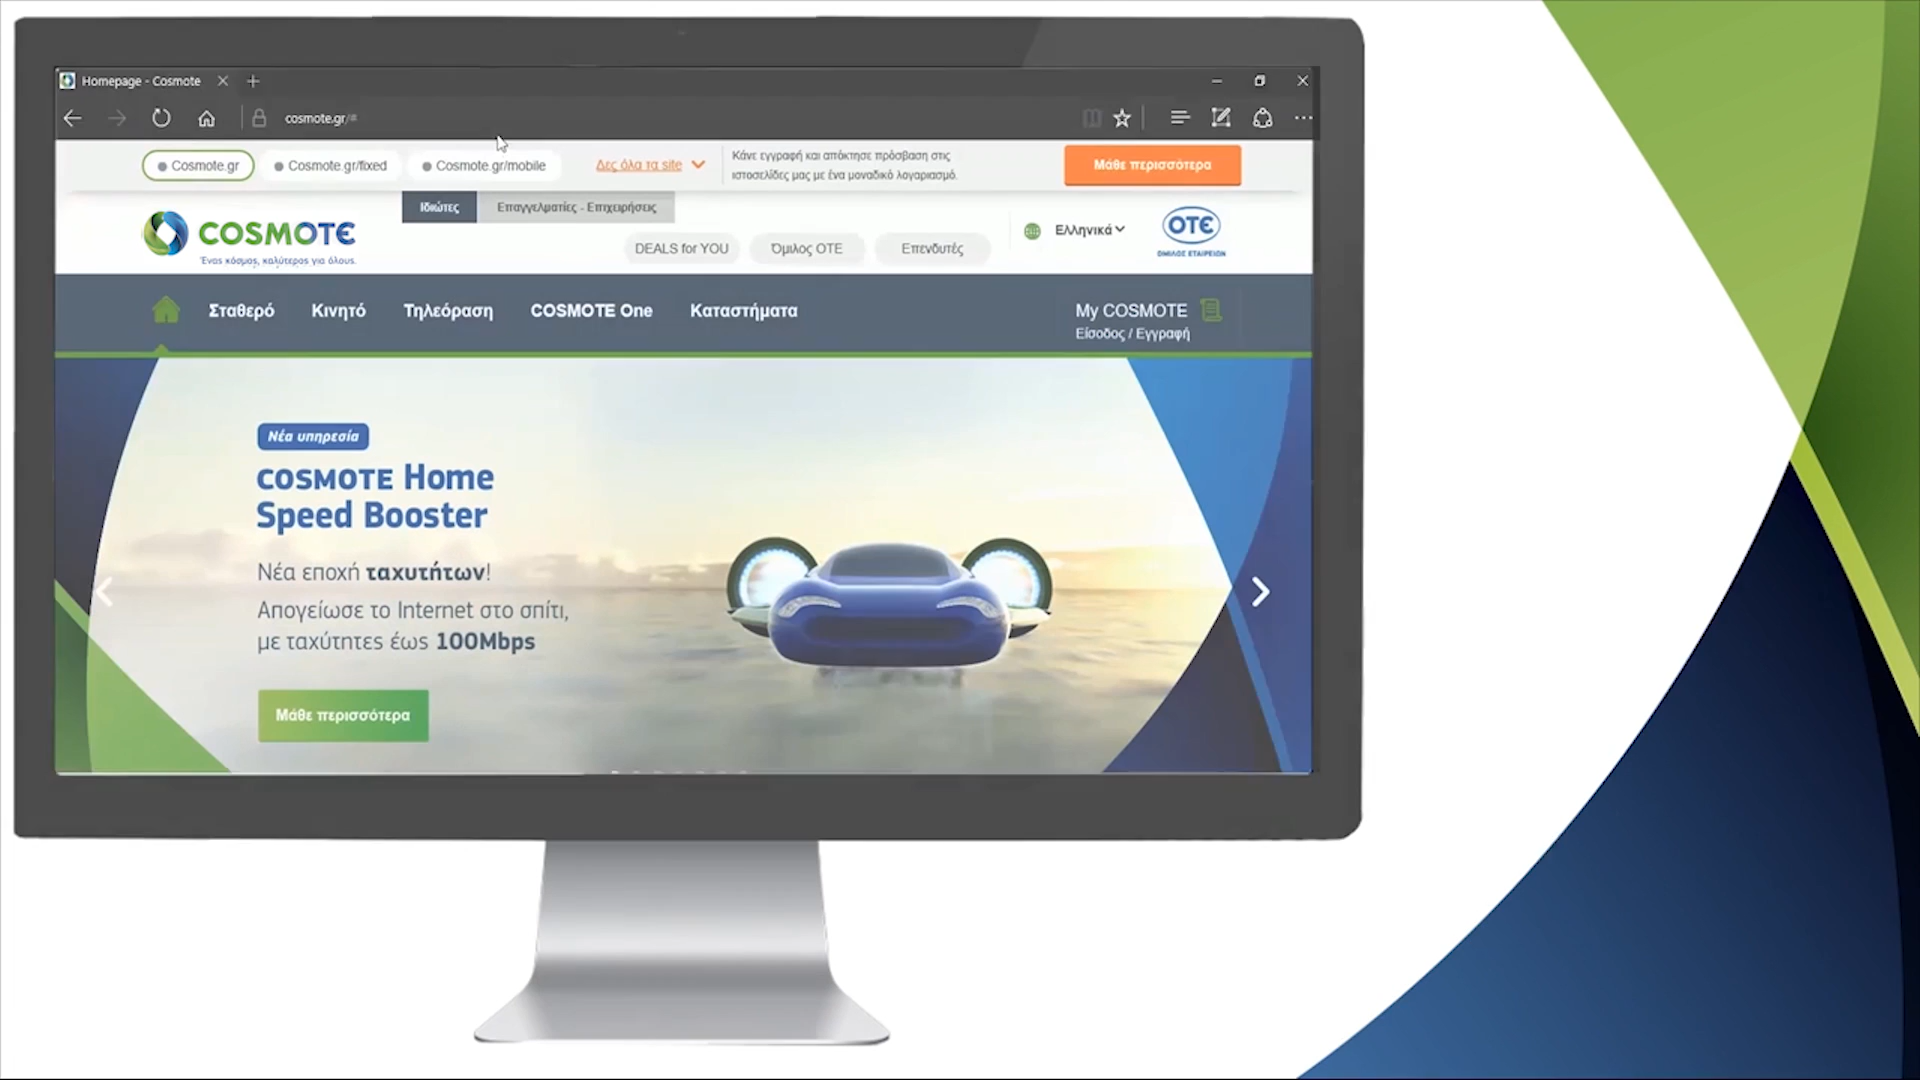 Homepage - Cosmote
cosmote.gr/#
Cosmote.gr
Cosmote.gr/fixed
Cosmote.gr/mobile
Δες όλα τα site
Κάνε εγγραφή και απόκτησε πρόσβαση στις
ιστοσελίδες μας με ένα μοναδικό λογαριασμό.
Μάθε περισσότερα
Ιδιώτες
Επαγγελματίες - Επιχειρήσεις
COSMOTE
Ένας κόσμος, καλύτερος για όλους.
DEALS for YOU
Όμιλος ΟΤΕ
Επενδυτές
Ελληνικά
ΟΤΕ
ΟΜΙΛΟΣ ΕΤΑΙΡΕΙΩΝ
Σταθερό
Κινητό
Τηλεόραση
COSMOTE One
Καταστήματα
My COSMOTE
Είσοδος / Εγγραφή
Νέα υπηρεσία
COSMOTE Home
Speed Booster
Νέα εποχή ταχυτήτων!
Απογείωσε το Internet στο σπίτι,
με ταχύτητες έως 100Mbps
Μάθε περισσότερα